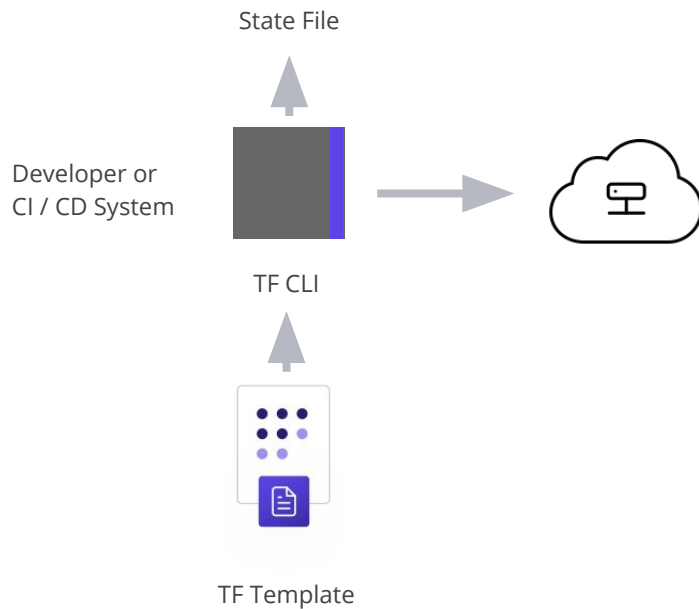 State File
Developer or
CI / CD System
TF CLI
TF Template